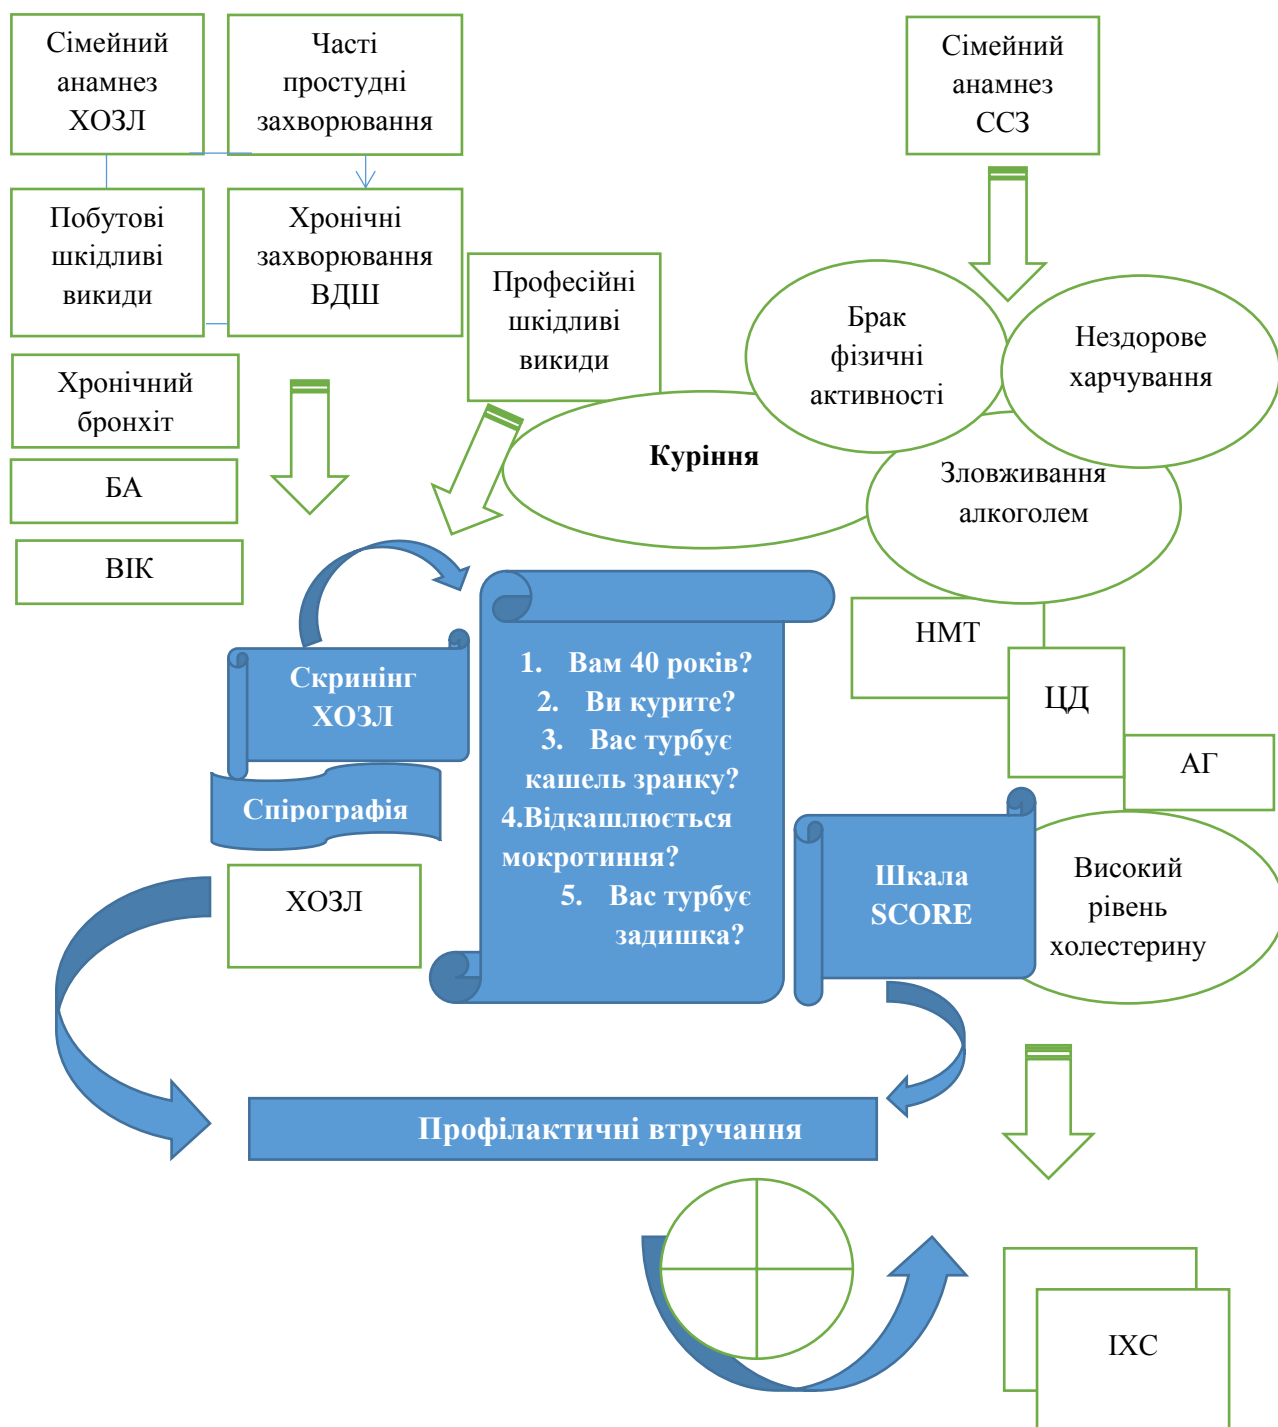 Сімейний
анамнез
ХОЗЛ
Часті
простудні
захворювання
Сімейний
анамнез
ССЗ
Побутові
шкідливі
викиди
Хронічні
захворювання
ВДШ
Професійні
шкідливі
викиди
Брак
фізичні
активності
Нездорове
харчування
Хронічний
бронхіт
Куріння
Зловживання
алкоголем
БА
ВІК
НМТ
ЦД
АГ
Скринінг
ХОЗЛ
Спірографія
ХОЗЛ
1. Вам 40 років?
2. Ви курите?
3. Вас турбує
кашель зранку?
4.Відкашлюється
мокротиння?
5. Вас турбує
задишка?
Шкала
SCORE
Високий
рівень
холестерину
Профілактичні втручання
ІХС